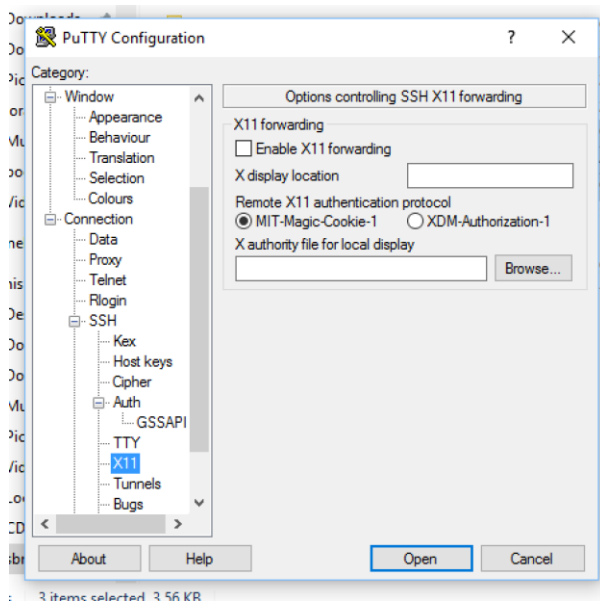 Downloads
PuTTY Configuration
?
Category:
Window
Appearance
Behaviour
Translation
Selection
Colours
Connection
Data
Proxy
Telnet
Rlogin
SSH
Kex
Host keys
Cipher
Auth
GSSAPI
TTY
X11
Tunnels
Bugs
Options controlling SSH X11 forwarding
X11 forwarding
Enable X11 forwarding
X display location
Remote X11 authentication protocol
MIT-Magic-Cookie-1 XDM-Authorization-1
X authority file for local display
Browse...
About Help Open Cancel
3 items selected 3.56 KB